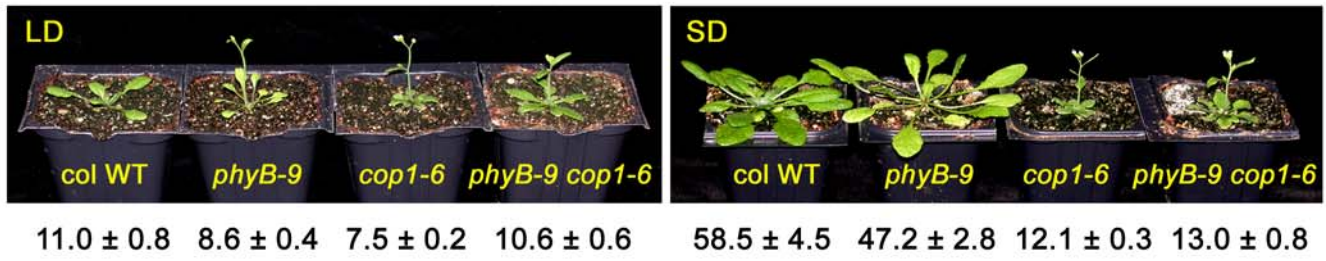 LD
col WT phyB-9 cop1-6 phyB-9 cop1-6
11.0 ± 0.8 8.6 ± 0.4 7.5 ± 0.2 10.6 ± 0.6
SD
col WT phyB-9 cop1-6 phyB-9 cop1-6
58.5 ± 4.5 47.2 ± 2.8 12.1 ± 0.3 13.0 ± 0.8